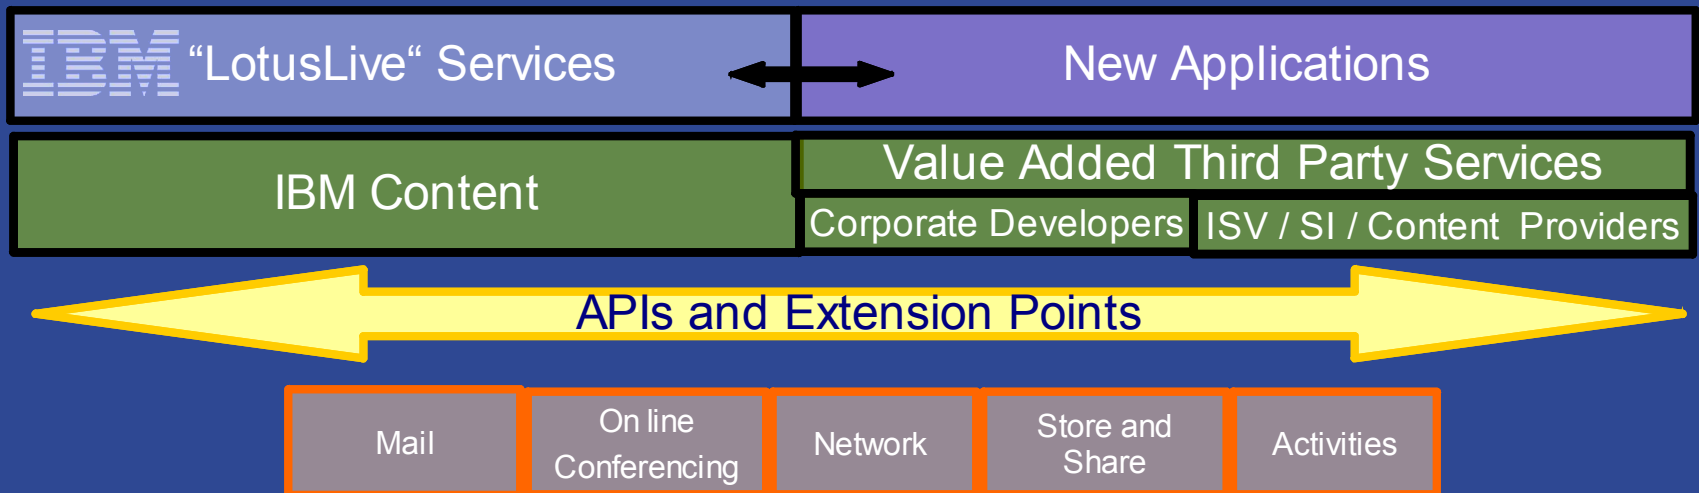 IBM “LotusLive“ Services
New Applications
IBM Content
Value Added Third Party Services
Corporate Developers
ISV / SI / Content Providers
APIs and Extension Points
Mail
On line
Conferencing
Network
Store and
Share
Activities